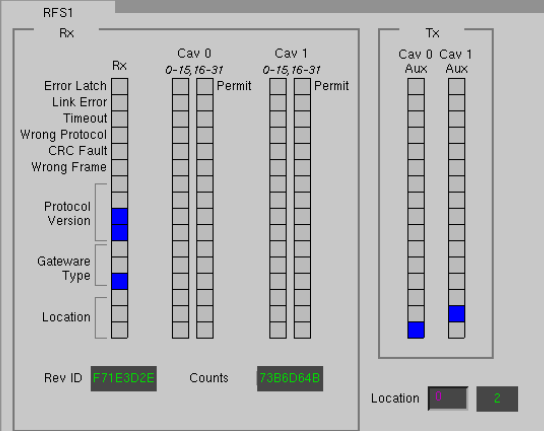 RFS1
Rx
Tx
Cav 0
Cav 1
Cav 0 Cav 1
Rx
0-15,16-31
0-15,16-31
Aux
Aux
Error Latch
Permit
Permit
Link Error
Timeout
Wrong Protocol
CRC Fault
Wrong Frame
Protocol
Version
Gateware
Type
Location
Rev ID
F71E3D2E
Counts
73B6D64B
Location
0
2